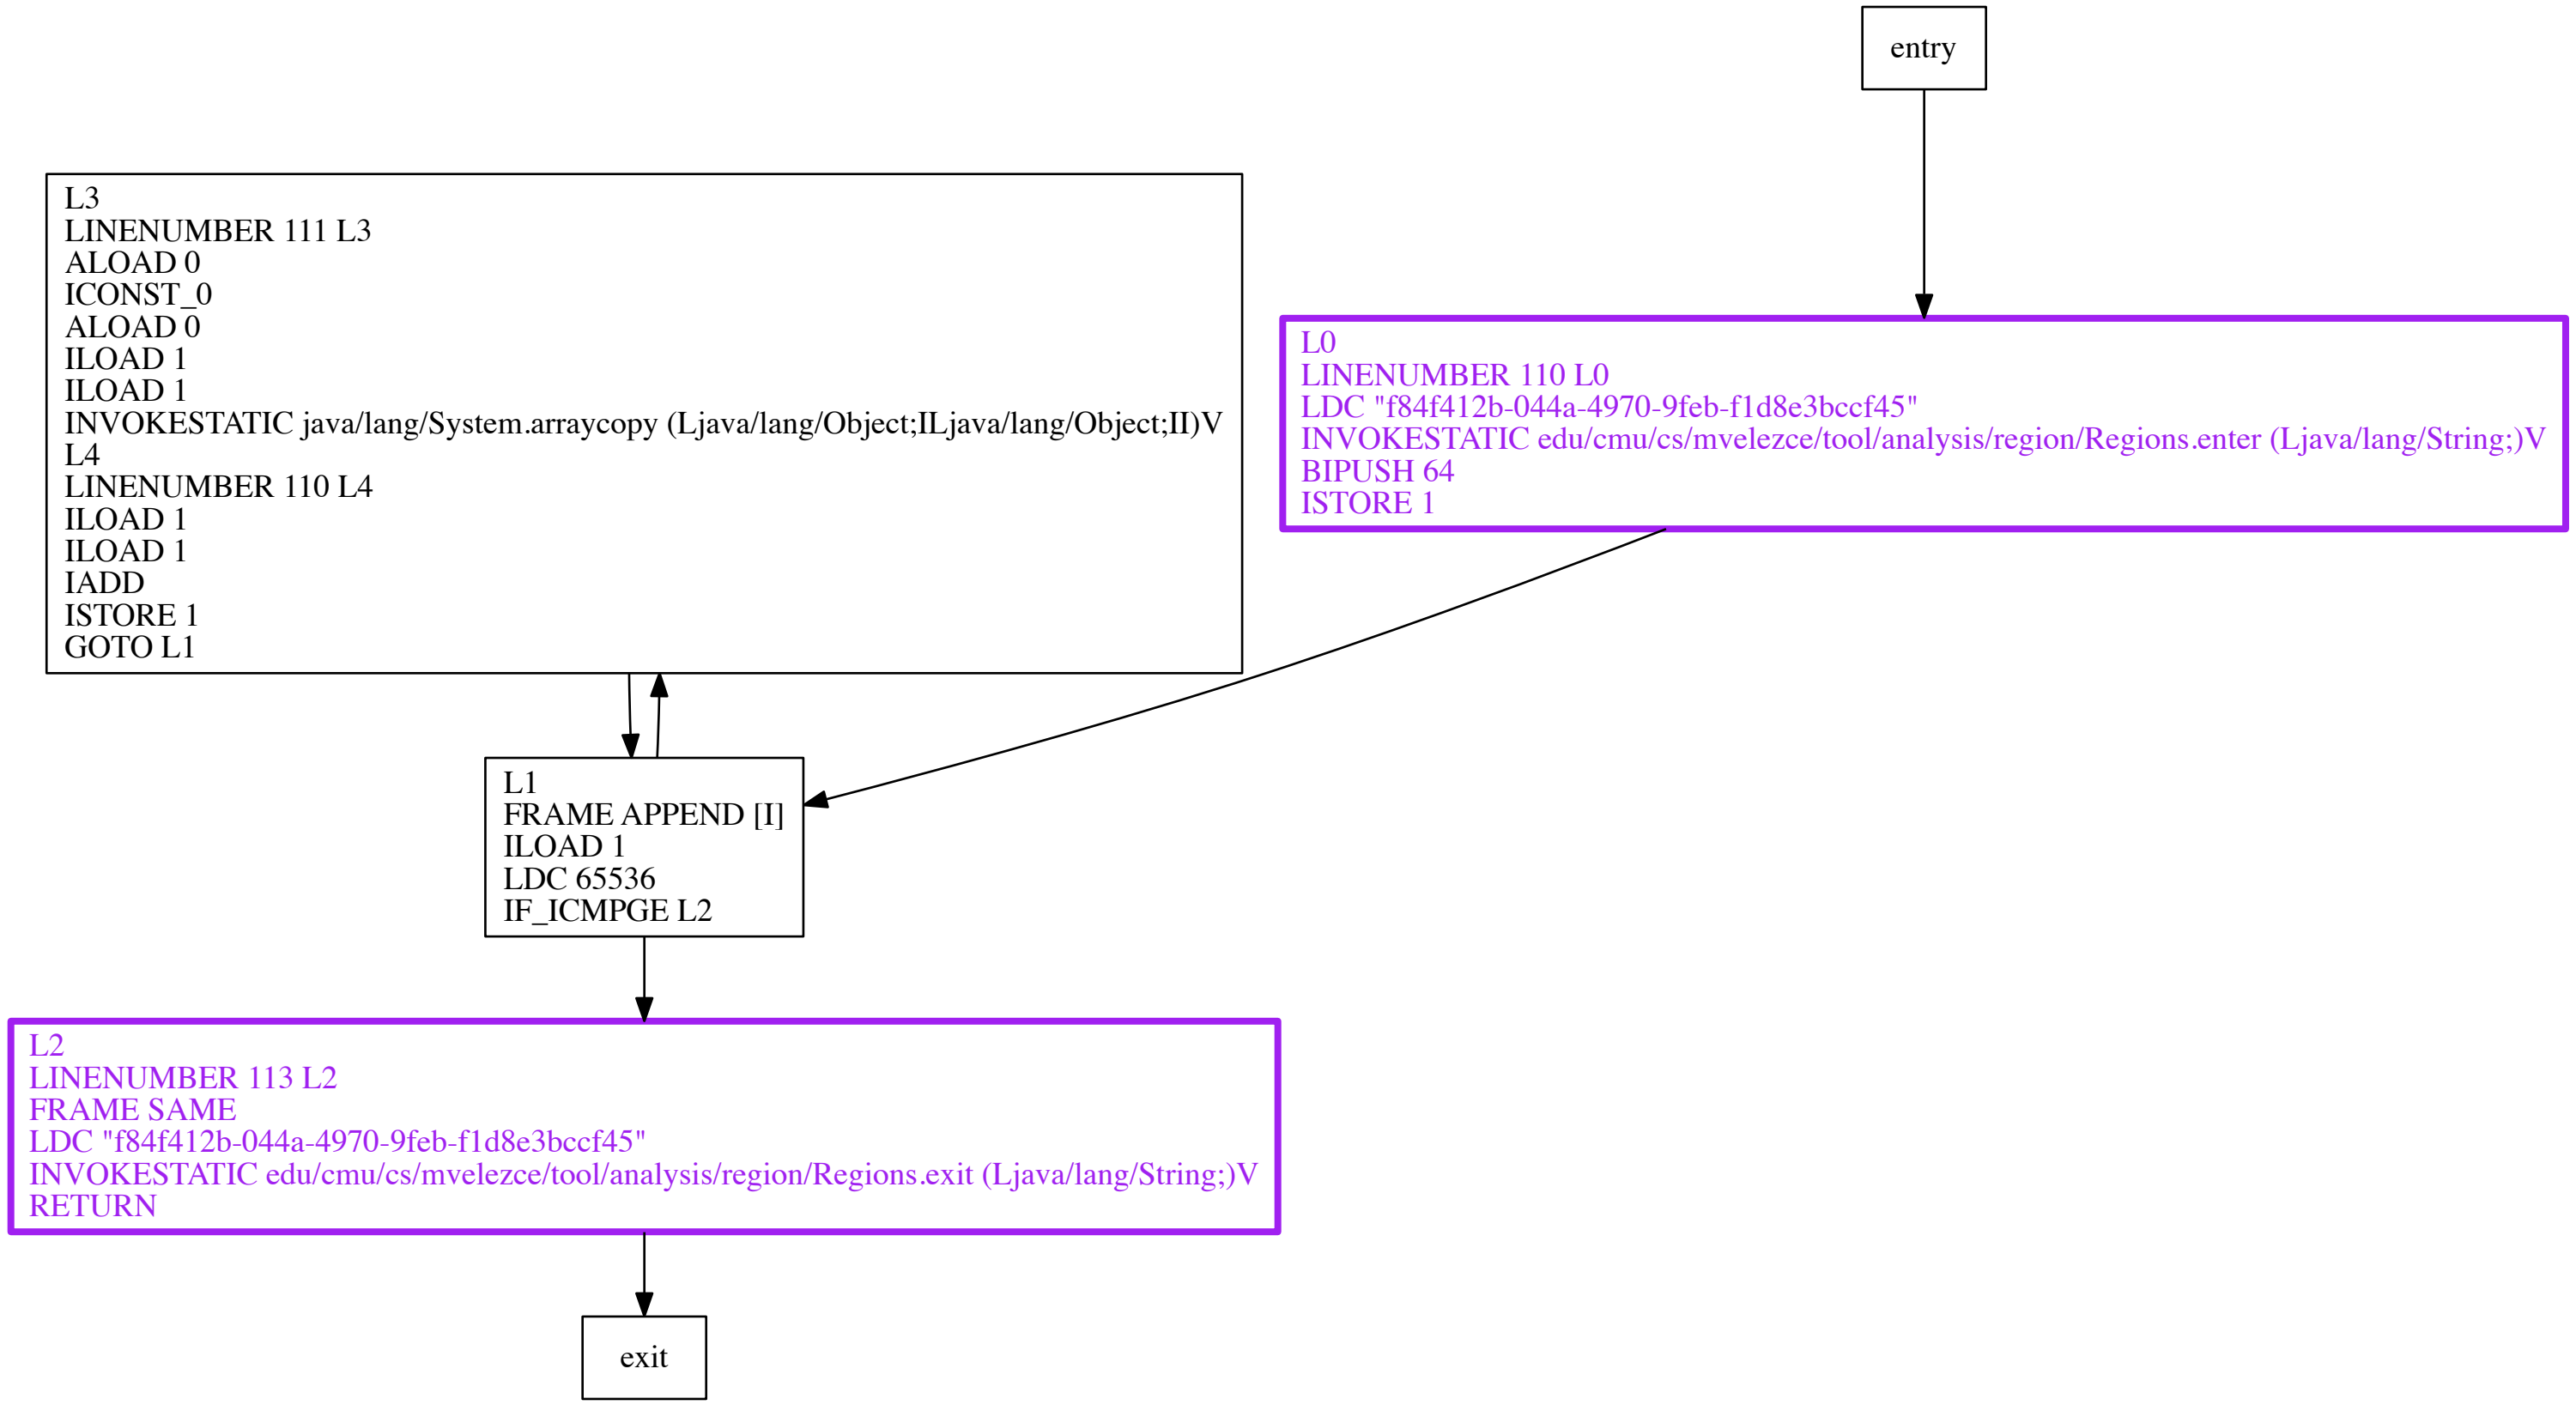 entry
L3
LINENUMBER 111 L3
ALOAD 0
ICONST_0
ALOAD 0
ILOAD 1
ILOAD 1
INVOKESTATIC java/lang/System.arraycopy (Ljava/lang/Object;ILjava/lang/Object;II)V
L4
LINENUMBER 110 L4
ILOAD 1
ILOAD 1
IADD
ISTORE 1
GOTO L1
L0
LINENUMBER 110 L0
LDC "f84f412b-044a-4970-9feb-f1d8e3bccf45"
INVOKESTATIC edu/cmu/cs/mvelezce/tool/analysis/region/Regions.enter (Ljava/lang/String;)V
BIPUSH 64
ISTORE 1
L1
FRAME APPEND [I]
ILOAD 1
LDC 65536
IF_ICMPGE L2
L2
LINENUMBER 113 L2
FRAME SAME
LDC "f84f412b-044a-4970-9feb-f1d8e3bccf45"
INVOKESTATIC edu/cmu/cs/mvelezce/tool/analysis/region/Regions.exit (Ljava/lang/String;)V
RETURN
exit